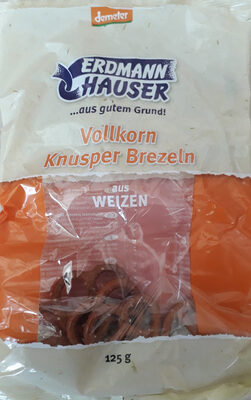 demeter
ERDMANN
HAUSER
...aus gutem Grund!
Vollkorn
Knusper Brezeln
aus
WEIZEN
125 g